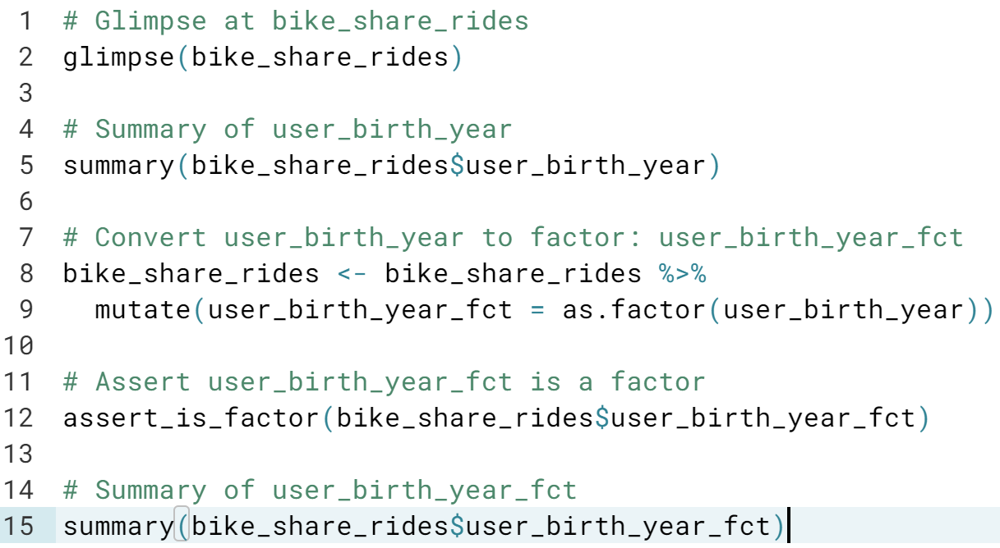 1 # Glimpse at bike_share_rides
2 glimpse(bike_share_rides)
3
4 # Summary of user_birth_year
5 summary(bike_share_rides$user_birth_year)
6
7 # Convert user_birth_year to factor: user_birth_year_fct
8 bike_share_rides <- bike_share_rides %>%
9   mutate(user_birth_year_fct = as.factor(user_birth_year))
10
11 # Assert user_birth_year_fct is a factor
12 assert_is_factor(bike_share_rides$user_birth_year_fct)
13
14 # Summary of user_birth_year_fct
15 summary(bike_share_rides$user_birth_year_fct)